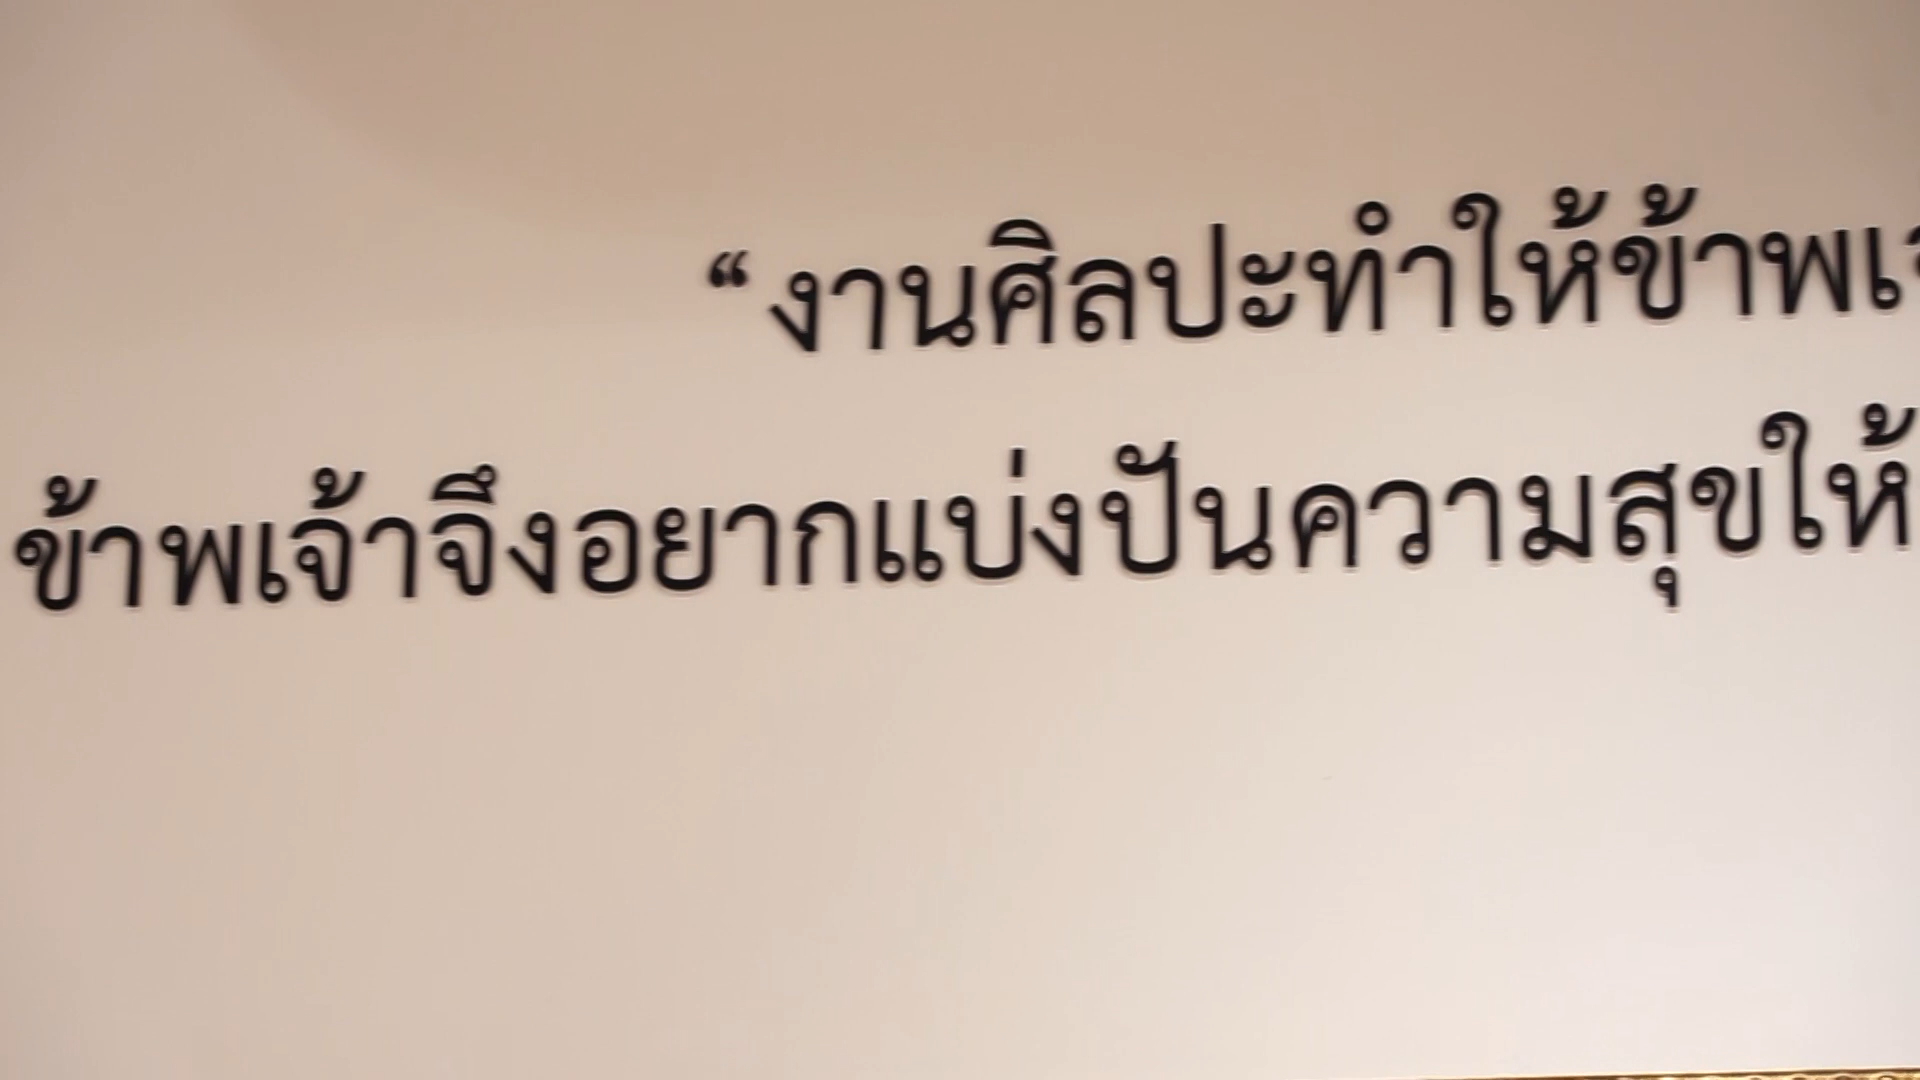 “งานศิลปะทำให้ข้าพเ
ข้าพเจ้าจึงอยากแบ่งปันความสุขให้